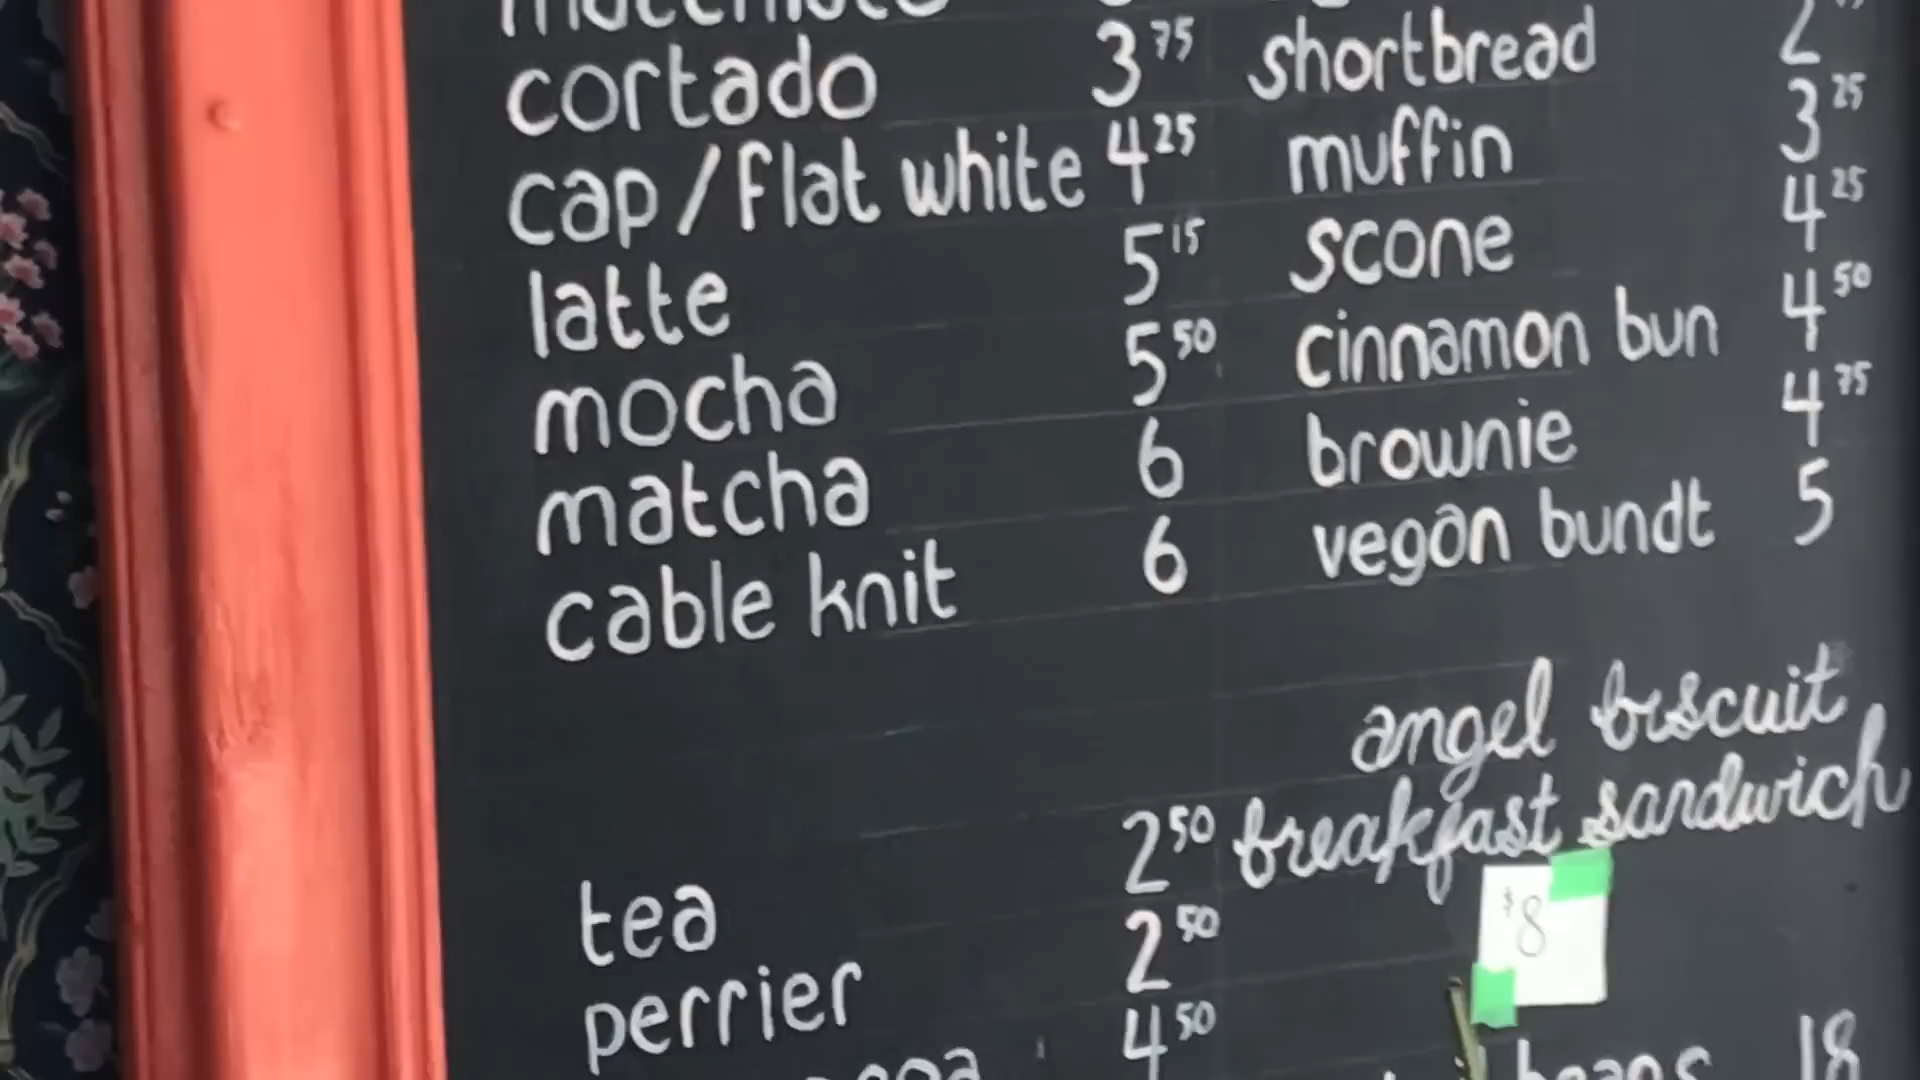 cortado 3 75
cap / flat white 4 25
latte 5 15
mocha 5 50
matcha 6
cable knit 6
tea 2 50
perrier 2 50
4 50
shortbread 2
muffin 3 25
scone 4 25
cinnamon bun 4 50
brownie 4 75
vegan bundt 5
angel biscuit
breakfast sandwich
$8
beans 18